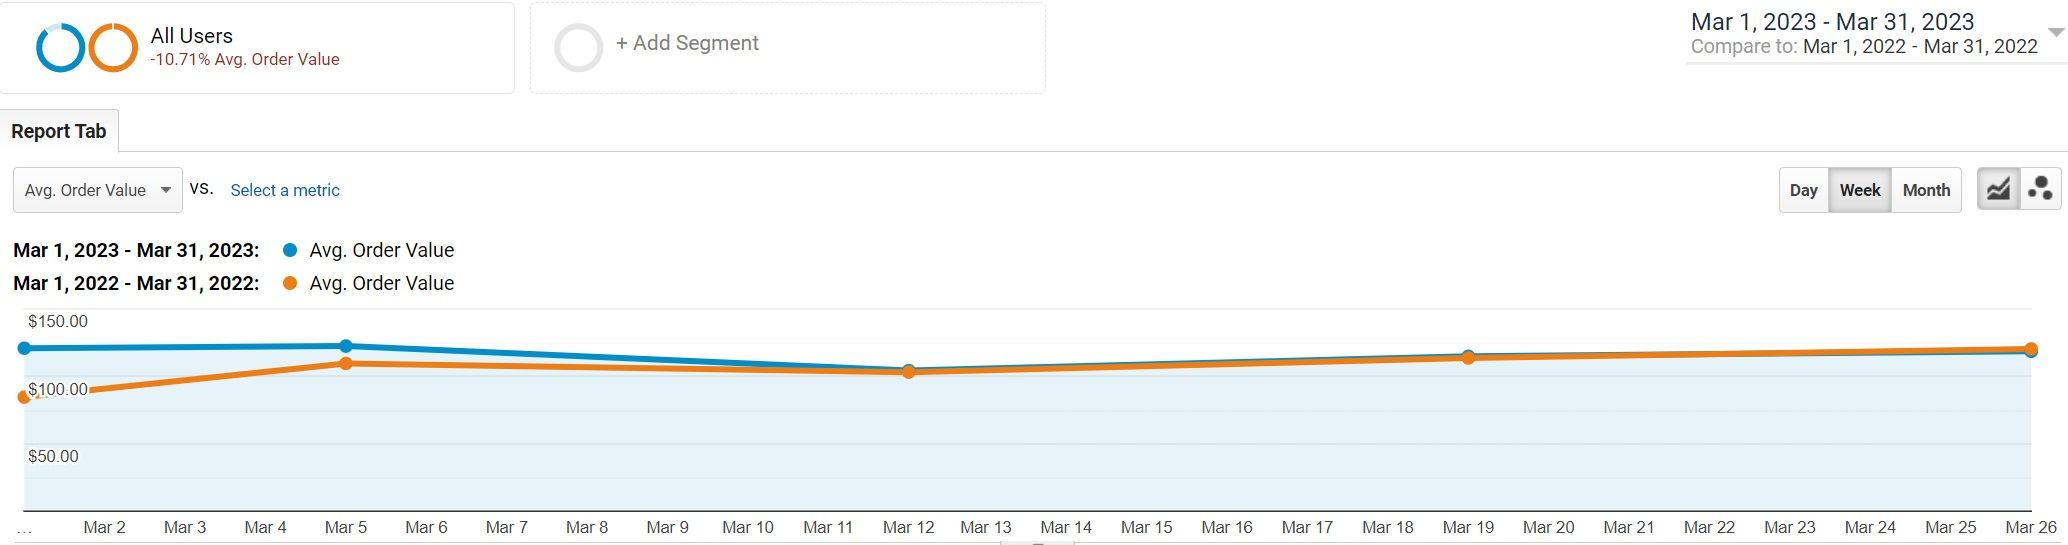 All Users
-10.71% Avg. Order Value
+ Add Segment
Mar 1, 2023 - Mar 31, 2023
Compare to: Mar 1, 2022 - Mar 31, 2022
Report Tab
Avg. Order Value VS. Select a metric
Day Week Month
Mar 1, 2023 - Mar 31, 2023: Avg. Order Value
Mar 1, 2022 - Mar 31, 2022: Avg. Order Value
$150.00
$100.00
$50.00
... Mar 2 Mar 3 Mar 4 Mar 5 Mar 6 Mar 7 Mar 8 Mar 9 Mar 10 Mar 11 Mar 12 Mar 13 Mar 14 Mar 15 Mar 16 Mar 17 Mar 18 Mar 19 Mar 20 Mar 21 Mar 22 Mar 23 Mar 24 Mar 25 Mar 26